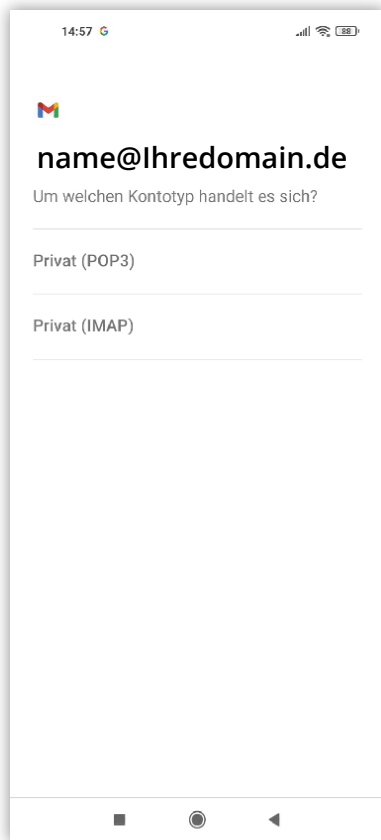 14:57 G
88
name@Ihredomain.de
Um welchen Kontotyp handelt es sich?
Privat (POP3)
Privat (IMAP)